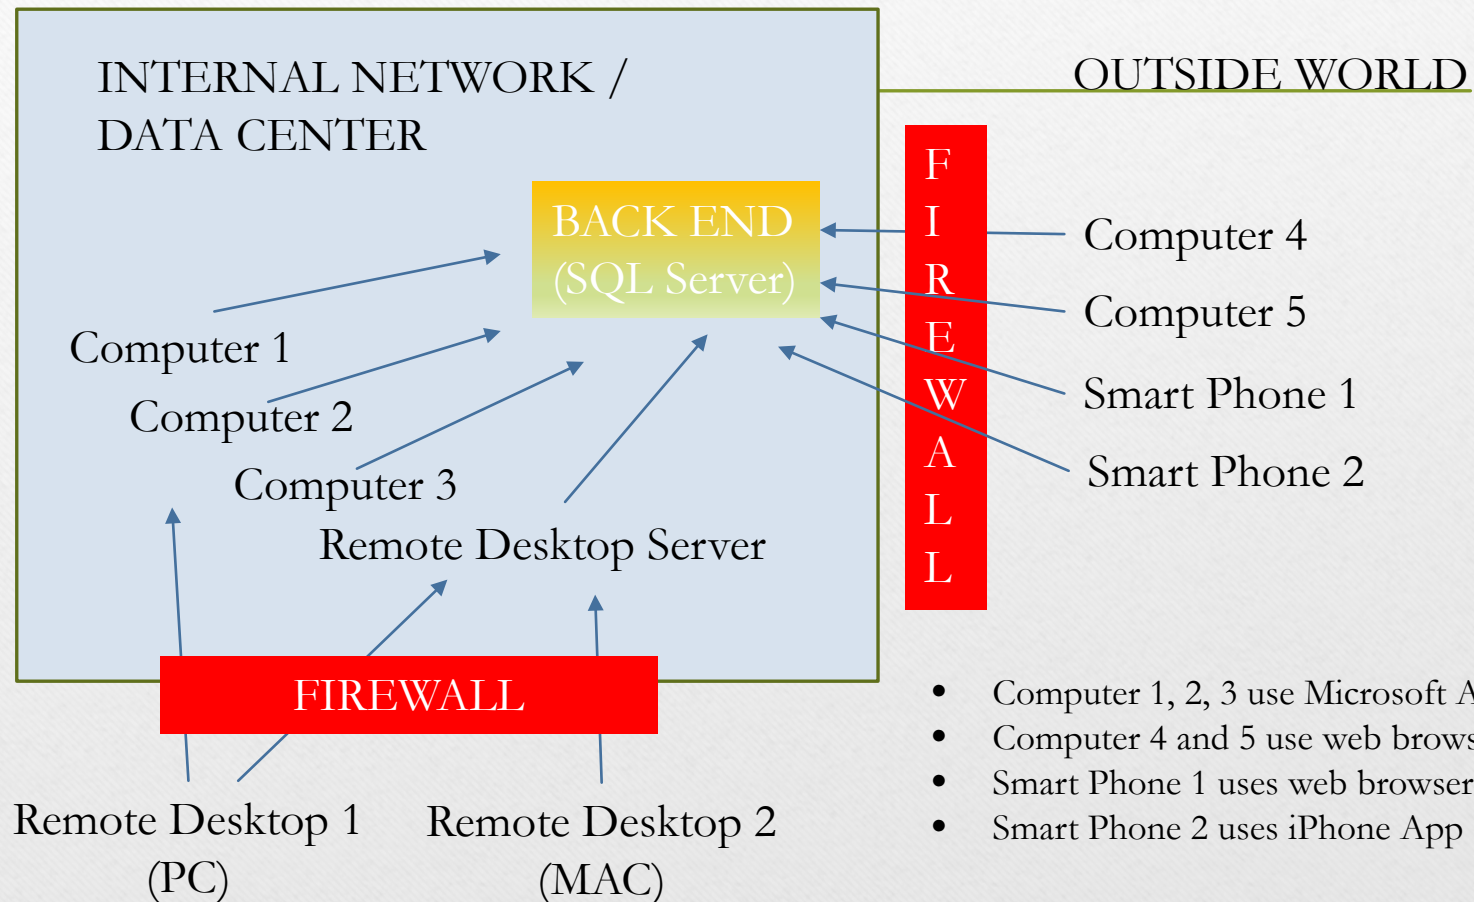 INTERNAL NETWORK /
DATA CENTER
OUTSIDE WORLD
BACK END
(SQL Server)
FIREWALL
Computer 1
Computer 2
Computer 3
Remote Desktop Server
Computer 4
Computer 5
Smart Phone 1
Smart Phone 2
FIREWALL
Remote Desktop 1
(PC)
Remote Desktop 2
(MAC)
• Computer 1, 2, 3 use Microsoft
• Computer 4 and 5 use web
• Smart Phone 1 uses web browser
• Smart Phone 2 uses iPhone App